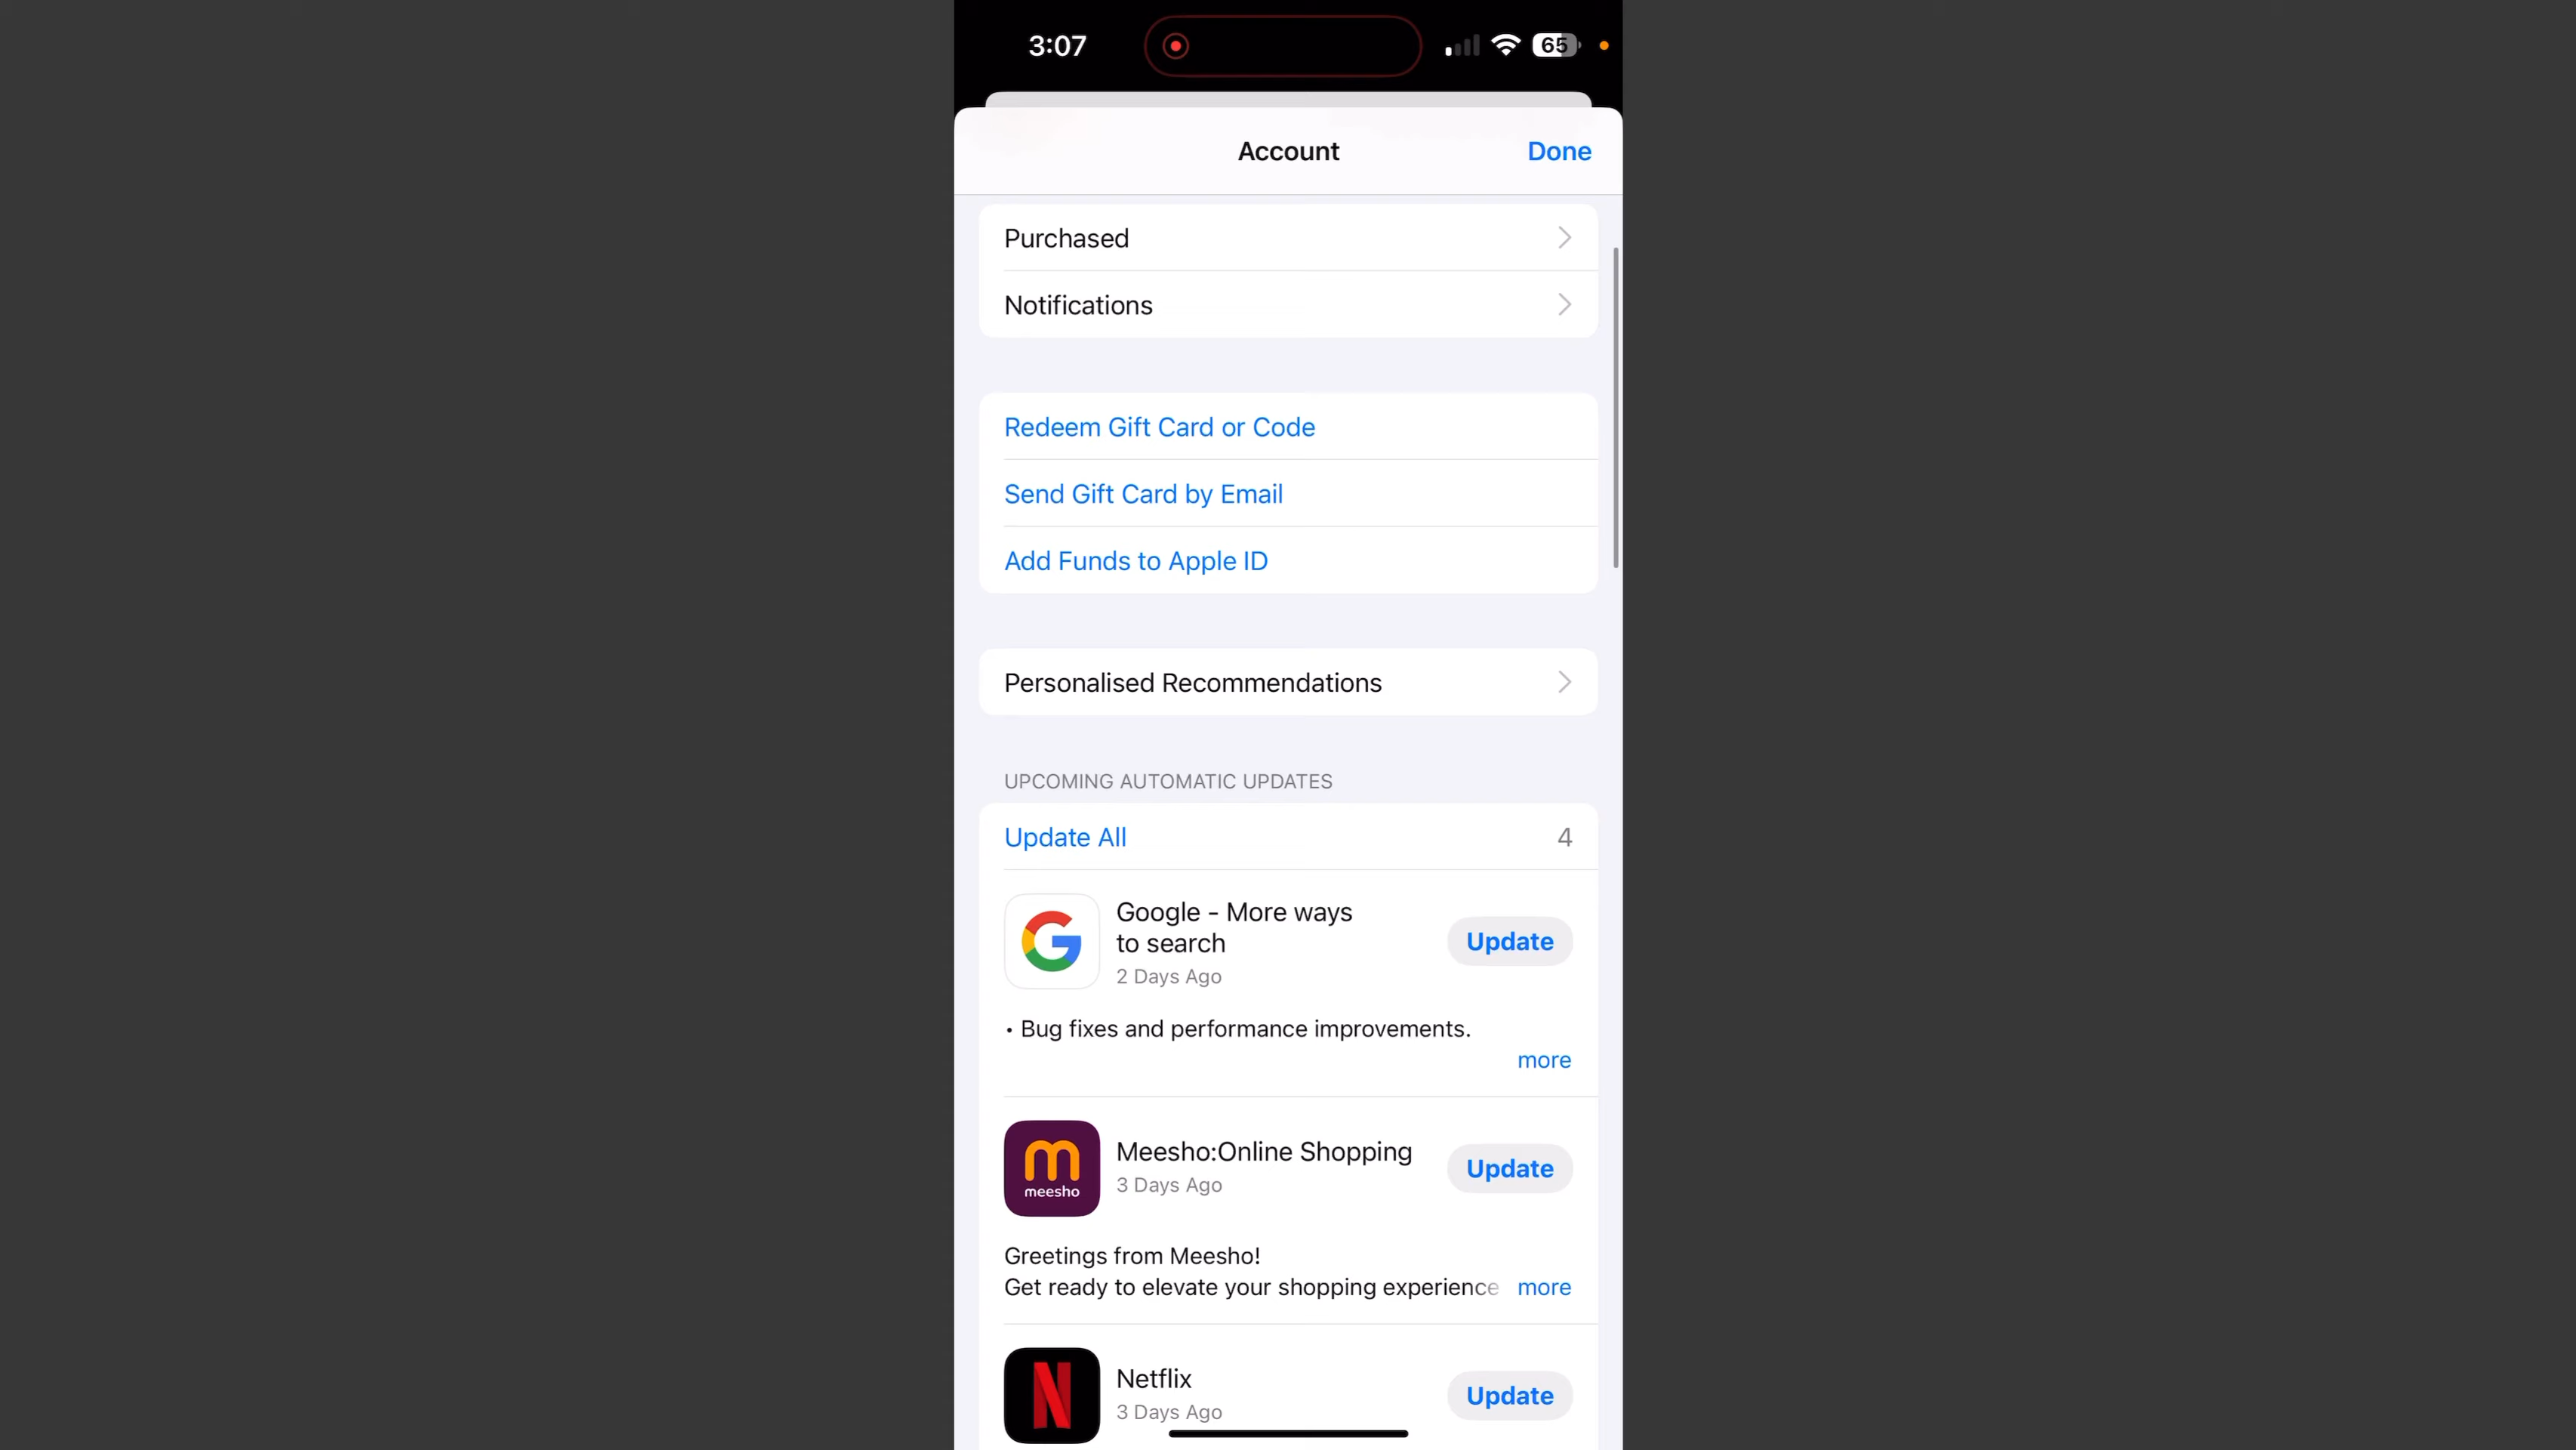 3:07
65
Account
Done
Purchased
Notifications
Redeem Gift Card or Code
Send Gift Card by Email
Add Funds to Apple ID
Personalised Recommendations
UPCOMING AUTOMATIC UPDATES
Update All
4
Google - More ways
to search
2 Days Ago
Update
• Bug fixes and performance improvements.
more
meesho
Meesho:Online Shopping
3 Days Ago
Update
Greetings from Meesho!
Get ready to elevate your shopping experience more
Netflix
3 Days Ago
Update